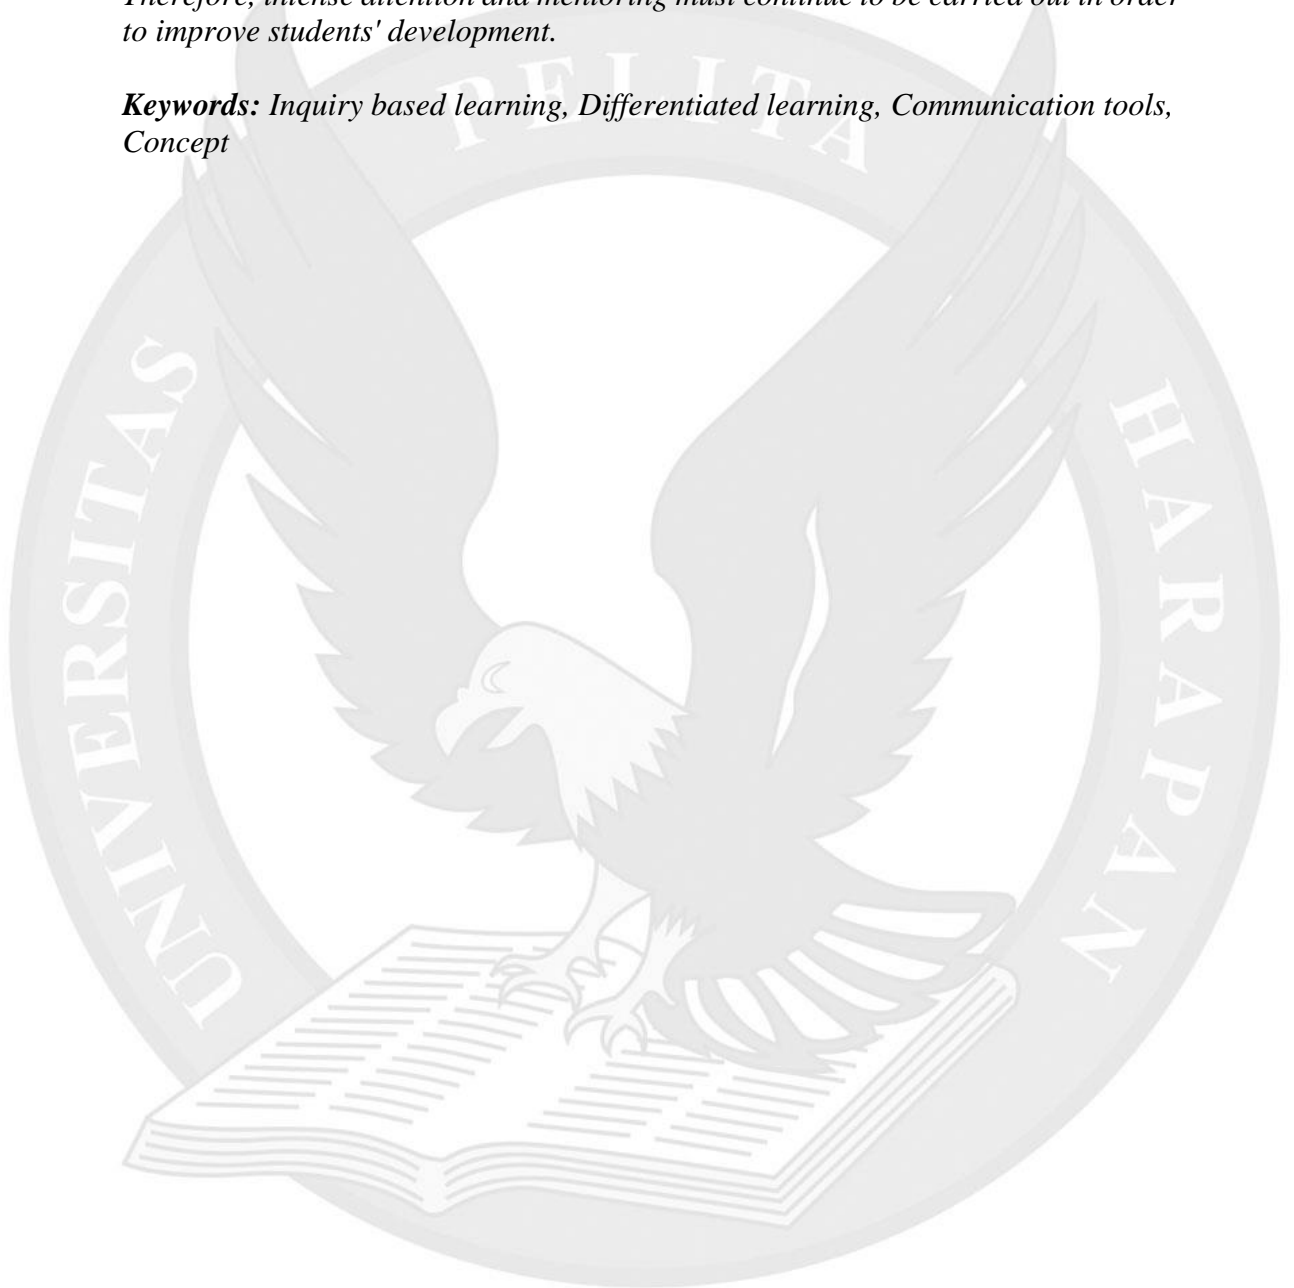 Therefore, intense attention and mentoring must continue to be carried out in order
to improve students' development.
Keywords: Inquiry based learning, Differentiated learning, Communication tools,
Concept
UNIVERSITAS PELITA HARAPAN